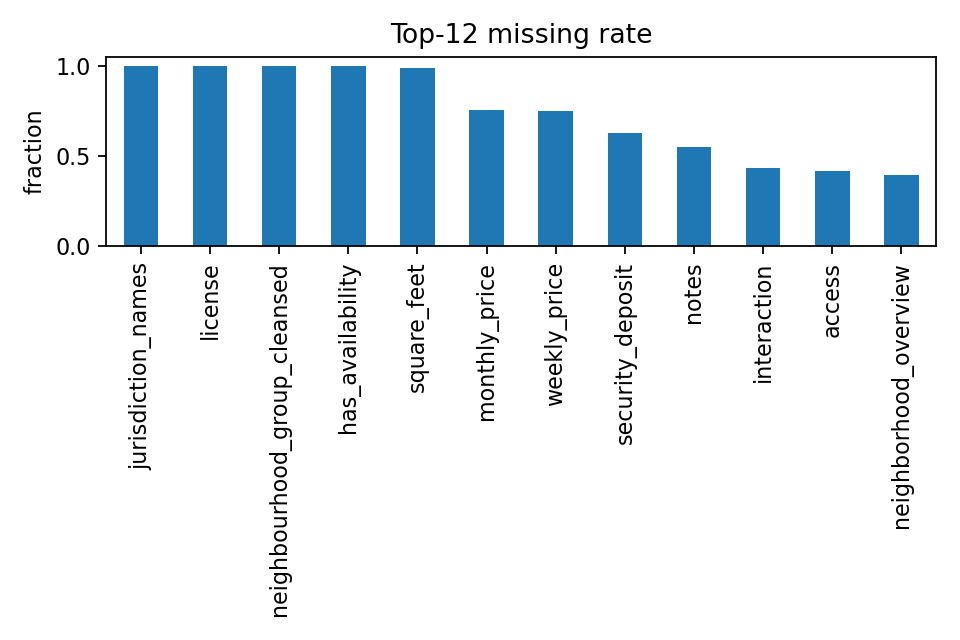 Top-12 missing rate
fraction
1.0
0.5
0.0
jurisdiction_names
license
neighbourhood_group_cleansed
has_availability
square_feet
monthly_price
weekly_price
security_deposit
notes
interaction
access
neighborhood_overview